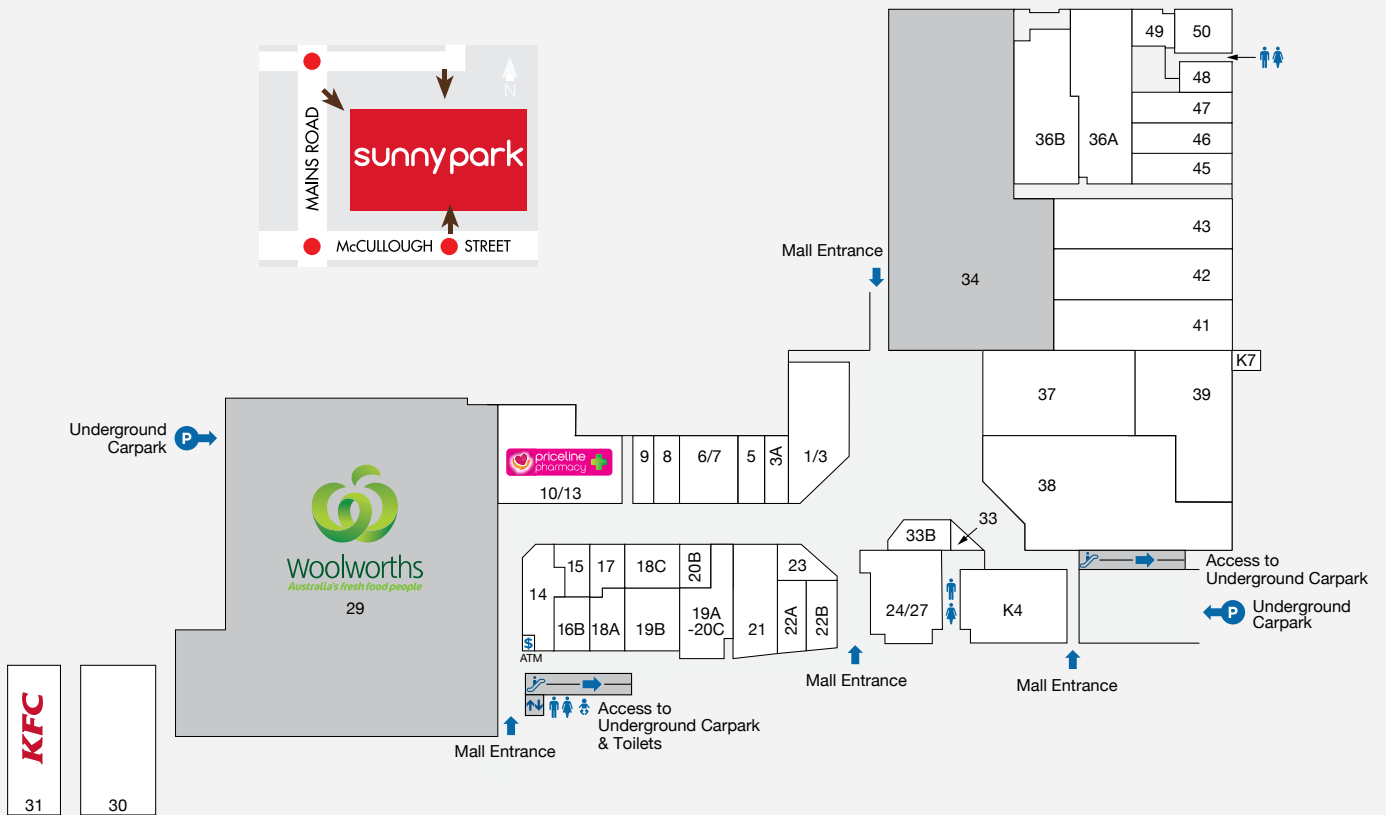 N
MAINS ROAD
sunnypark
McCULLOUGH
STREET
49
50
48
47
46
45
36B
36A
43
42
41
34
Mall Entrance
K7
37
39
38
Underground
Carpark
P
Woolworths
Australia's fresh food people
29
priceline
pharmacy
10/13
9
8
6/7
5
3A
1/3
33
33B
15
17
18C
20B
23
14
16B
18A
19B
19A
-20C
21
22A
22B
24/27
K4
$
ATM
Access to
Underground Carpark
P
Underground
Carpark
Mall Entrance
Mall Entrance
Access to
Underground Carpark
& Toilets
Mall Entrance
KFC
31
30